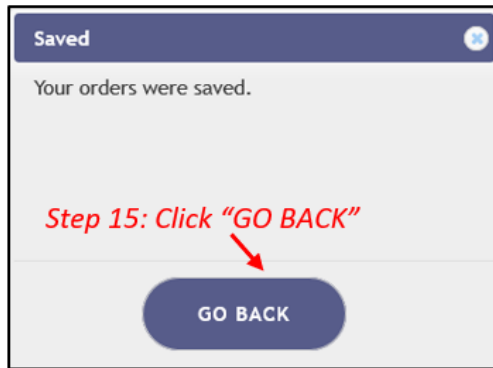 Saved
Your orders were saved.
Step 15: Click “GO BACK”
GO BACK